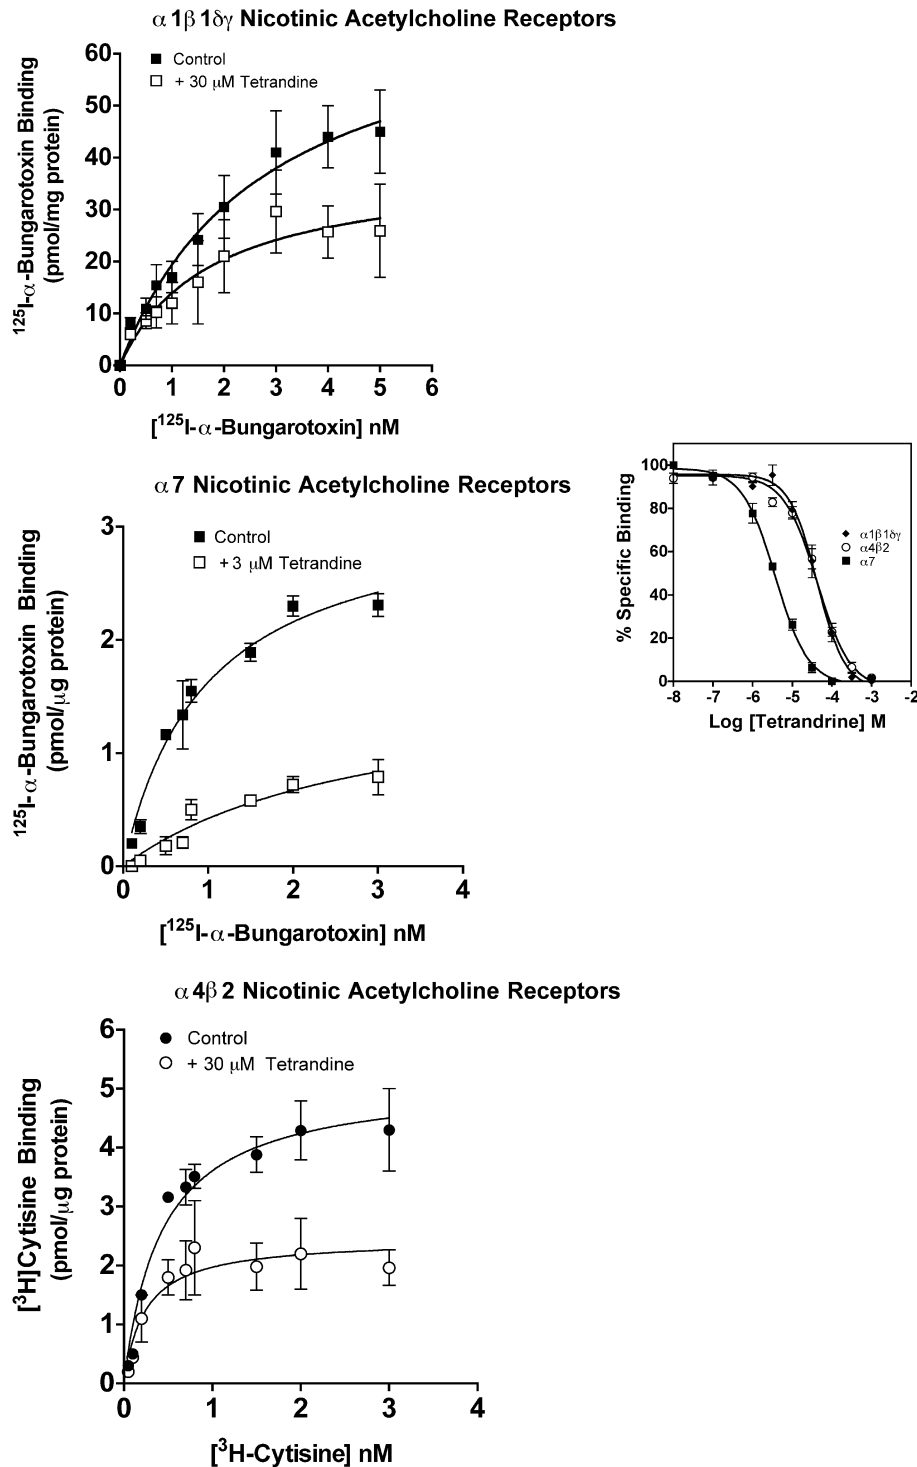 α1β1δγ Nicotinic Acetylcholine Receptors
60
50
40
30
20
10
0
■ Control
□ + 30 μM Tetrandine
¹²⁵I-α-Bungarotoxin Binding
(pmol/mg protein)
0 1 2 3 4 5 6
[¹²⁵I-α-Bungarotoxin] nM
α7 Nicotinic Acetylcholine Receptors
3
2
1
0
■ Control
□ +3 μM Tetrandine
¹²⁵I-α-Bungarotoxin Binding
(pmol/μg protein)
0 1 2 3 4
[¹²⁵I-α-Bungarotoxin] nM
100
80
60
40
20
0
% Specific Binding
α1β1δγ
α4β2
α7
-8 -7 -6 -5 -4 -3 -2
Log [Tetrandrine] M
α4β2 Nicotinic Acetylcholine Receptors
6
5
4
3
2
1
0
● Control
○ + 30 μM Tetrandine
[³H]Cytisine Binding
(pmol/μg protein)
0 1 2 3 4
[³H-Cytisine] nM